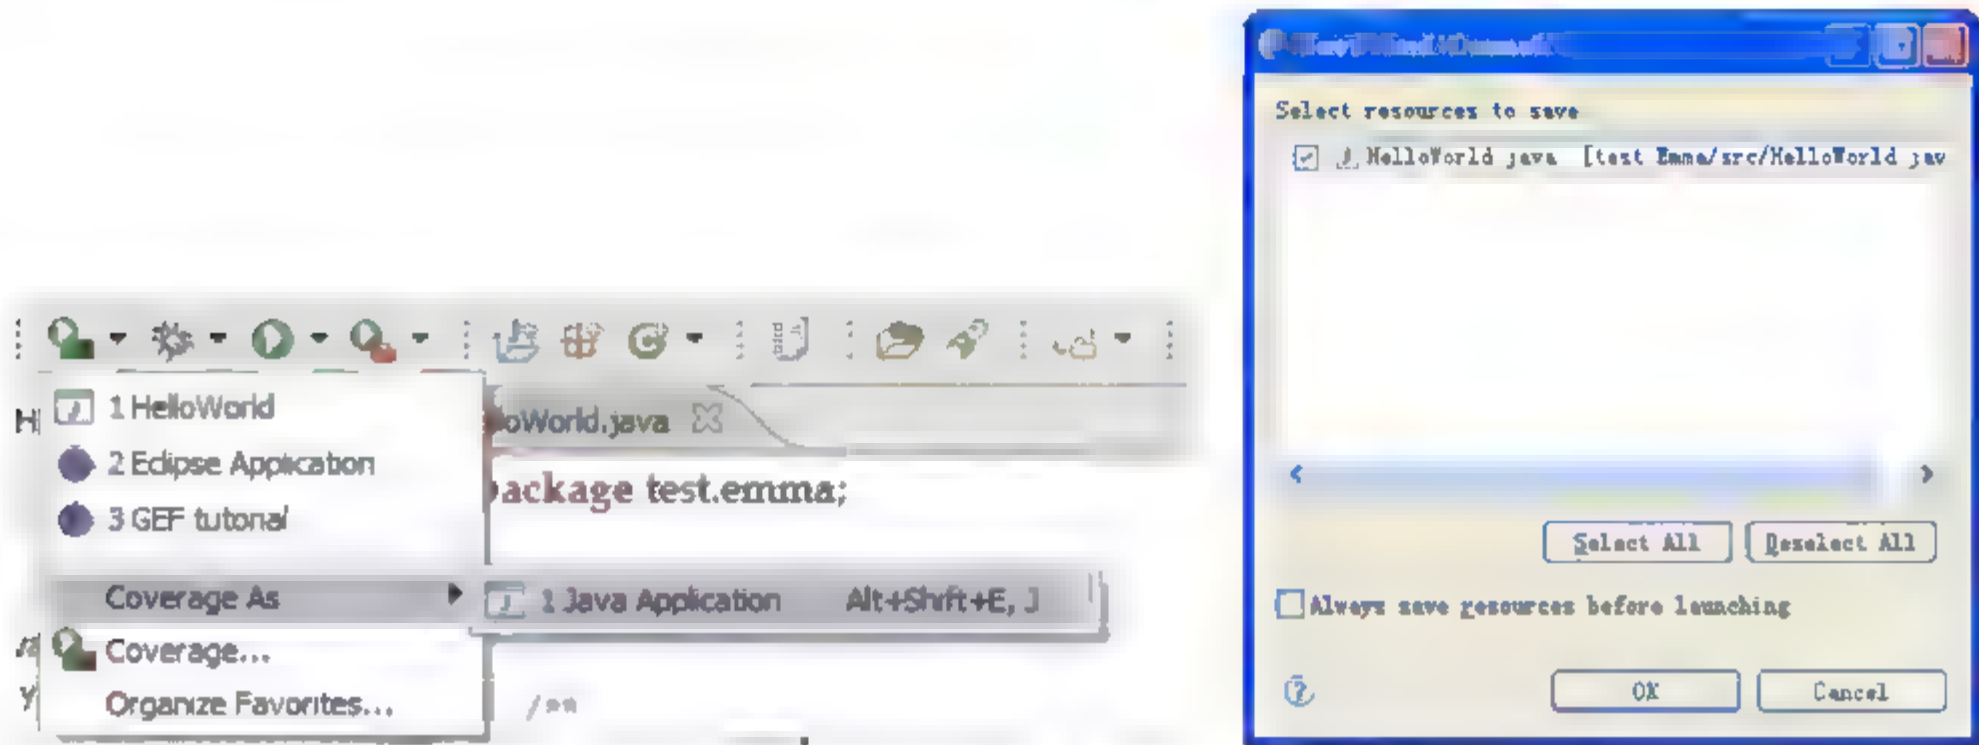 1 HelloWorld
2 Eclipse Application
3 GEF tutorial
Coverage As
1 Java Application Alt+Shift+E, J
Coverage...
Organize Favorites...
oWorld.java
ackage test.emma;
/**
Select resources to save
HelloWorld java [test Emma/src/HelloWorld jav
Select All
Deselect All
Always save resources before launching
OK
Cancel